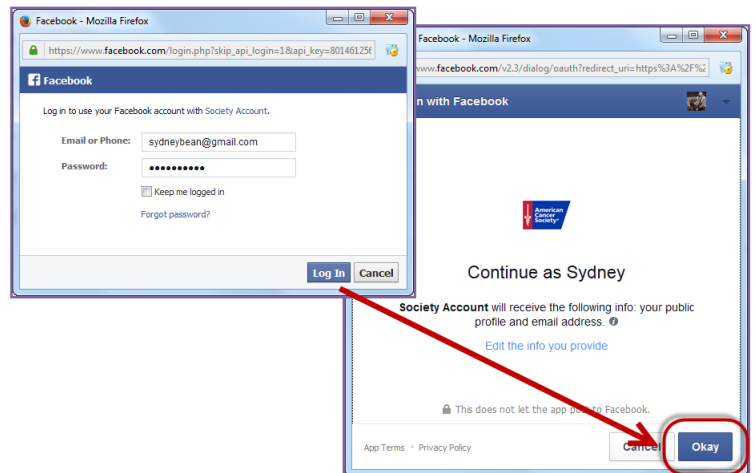 Facebook - Mozilla Firefox
https://www.facebook.com/login.php?skip_api_login=1&api_key=801461256
Facebook
Log in to use your Facebook account with Society Account.
Email or Phone: sydneybean@gmail.com
Password: ••••••••••
Keep me logged in
Forgot password?
Log In Cancel
Facebook - Mozilla Firefox
www.facebook.com/v2.3/dialog/oauth?redirect_uri=https%3A%2F%2
n with Facebook
American
Cancer
Society
Continue as Sydney
Society Account will receive the following info: your public
profile and email address.
Edit the info you provide
This does not let the app post to Facebook.
App Terms · Privacy Policy Cancel Okay